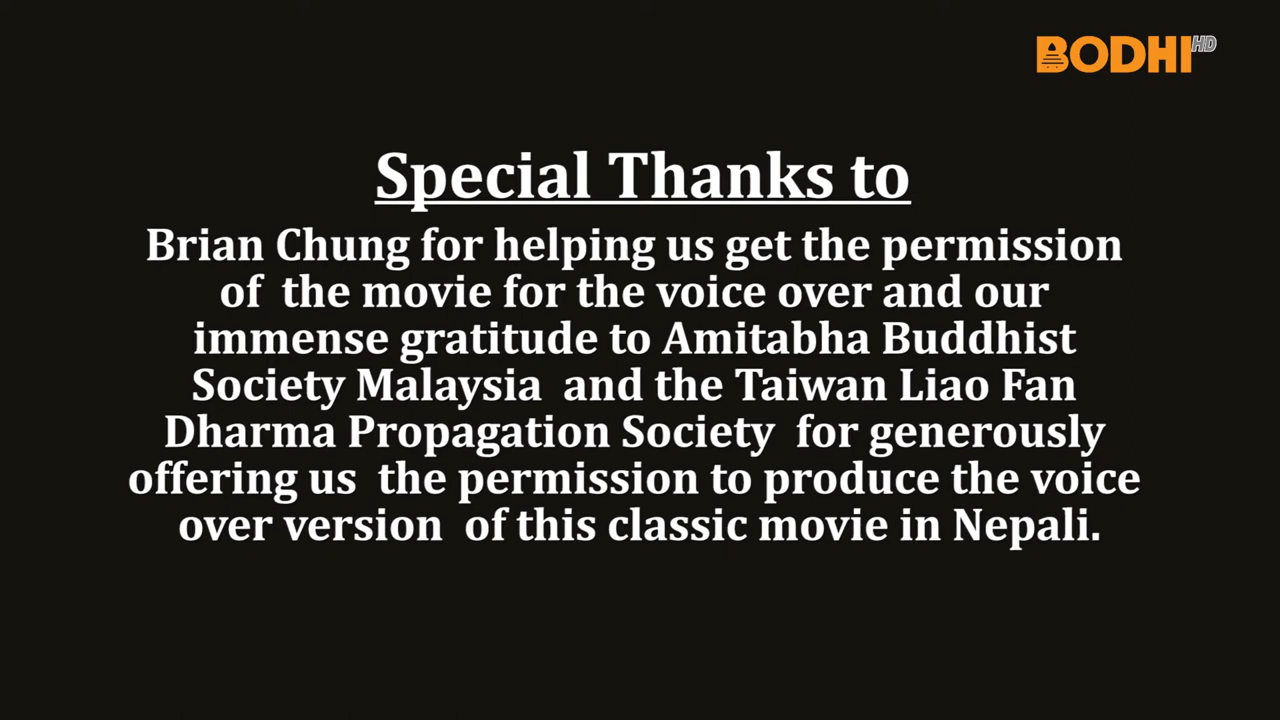 BODHI HD
Special Thanks to
Brian Chung for helping us get the permission
of the movie for the voice over and our
immense gratitude to Amitabha Buddhist
Society Malaysia and the Taiwan Liao Fan
Dharma Propagation Society for generously
offering us the permission to produce the voice
over version of this classic movie in Nepali.